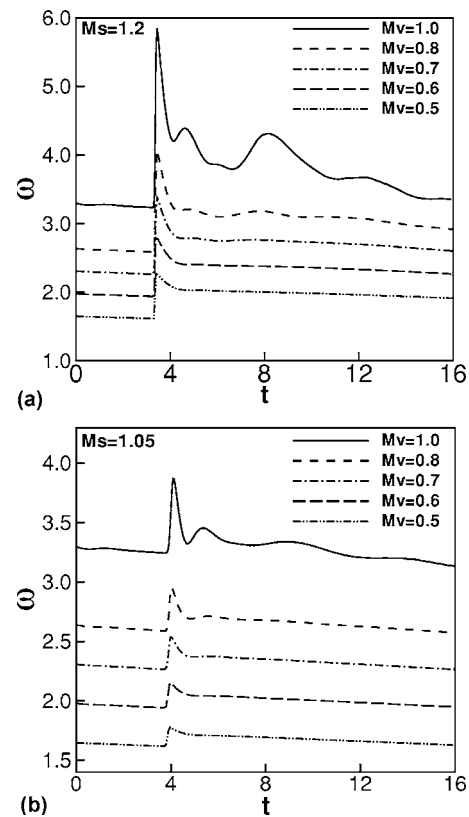 6.0
Ms=1.2
Mv=1.0
Mv=0.8
5.0
Mv=0.7
Mv=0.6
Mv=0.5
4.0
ω
3.0
2.0
1.0
0 4 8 12 16
(a) t
Ms=1.05
Mv=1.0
4.0
Mv=0.8
Mv=0.7
Mv=0.6
3.5
Mv=0.5
ω
3.0
2.5
2.0
1.5
0 4 8 12 16
(b) t